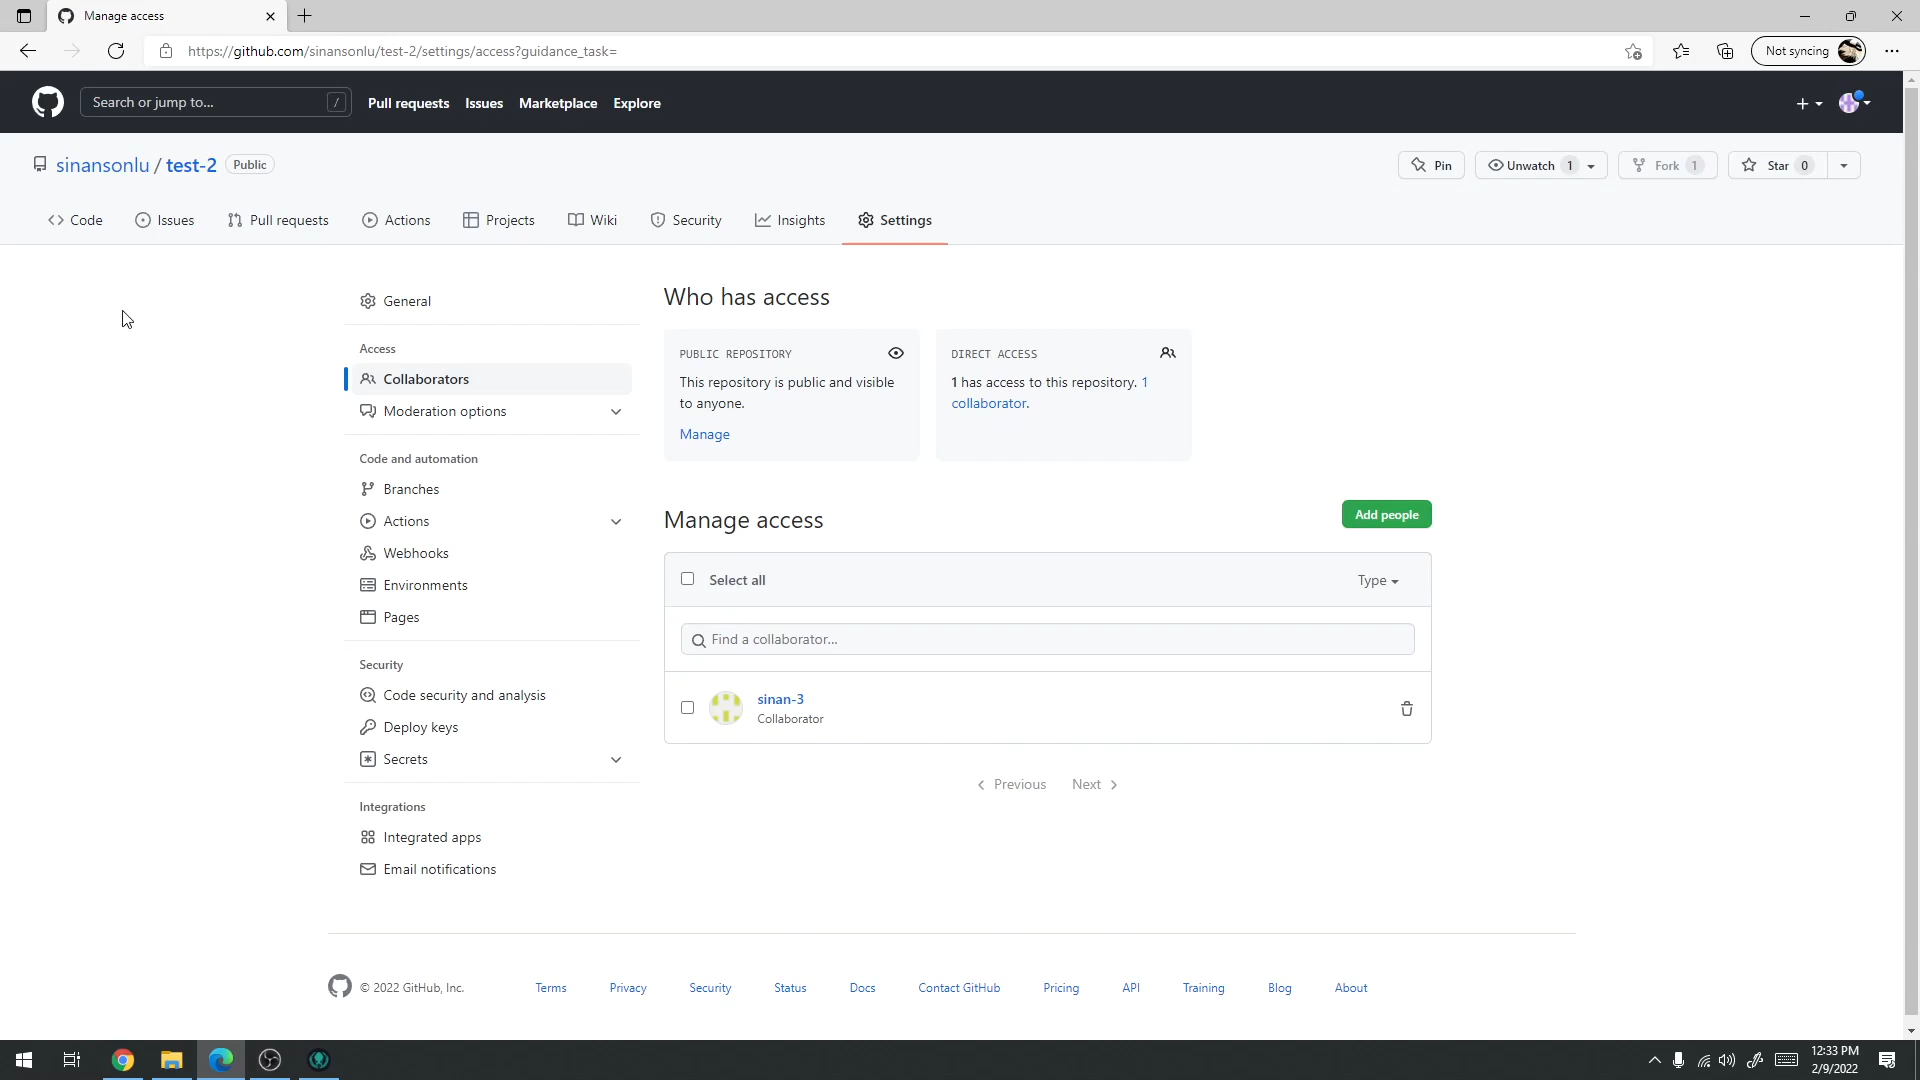 Manage access
https://github.com/sinansonlu/test-2/settings/access?guidance_task=
Not syncing
Search or jump to...
/
Pull requests
Issues
Marketplace
Explore
sinansonlu / test-2
Public
Pin
Unwatch 1
Fork 1
Star 0
Code
Issues
Pull requests
Actions
Projects
Wiki
Security
Insights
Settings
General
Access
Collaborators
Moderation options
Code and automation
Branches
Actions
Webhooks
Environments
Pages
Security
Code security and analysis
Deploy keys
Secrets
Integrations
Integrated apps
Email notifications
Who has access
PUBLIC REPOSITORY
This repository is public and visible
to anyone.
Manage
DIRECT ACCESS
1 has access to this repository. 1
collaborator.
Manage access
Add people
Select all
Type
Find a collaborator...
sinan-3
Collaborator
Previous
Next
© 2022 GitHub, Inc.
Terms
Privacy
Security
Status
Docs
Contact GitHub
Pricing
API
Training
Blog
About
12:33 PM
2/9/2022